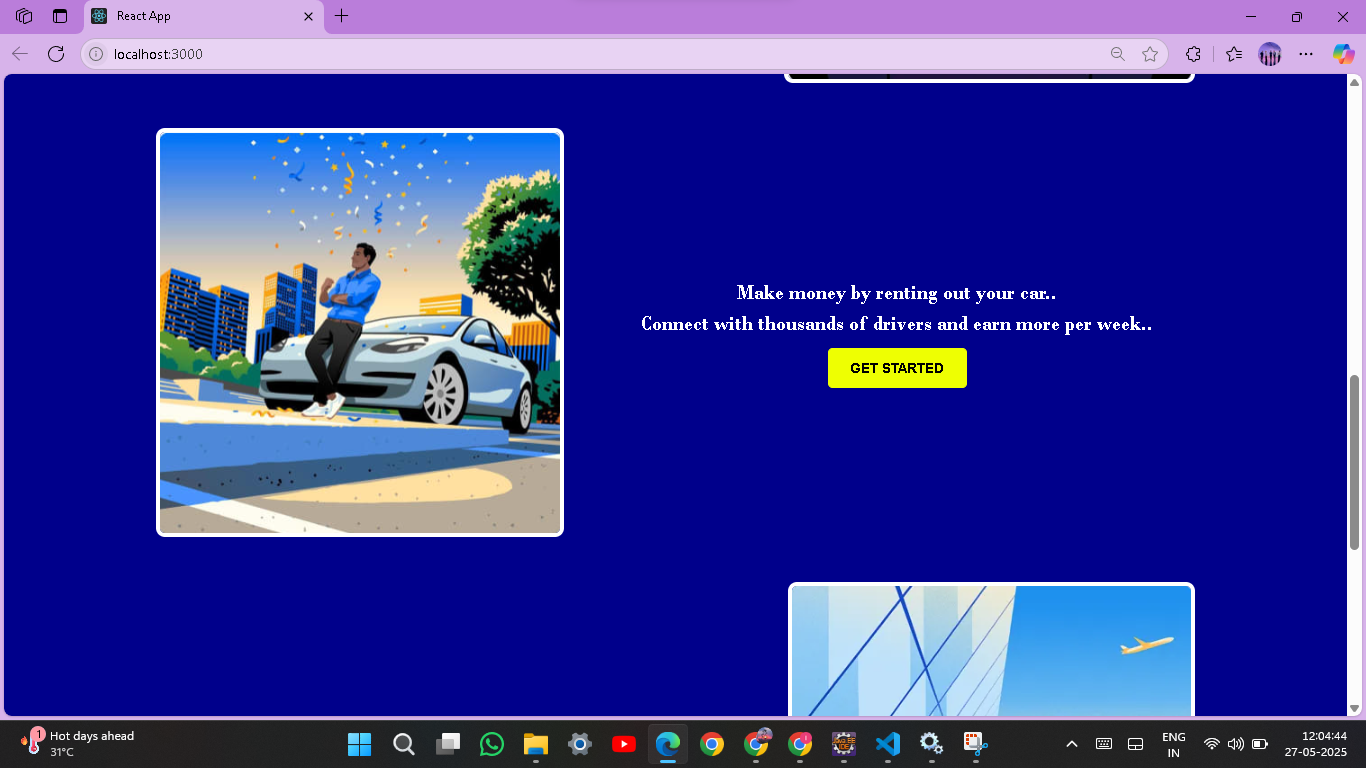 React App
localhost:3000
Make money by renting out your car..
Connect with thousands of drivers and earn more per week..
GET STARTED
1
Hot days ahead
31°C
ENG
IN
12:04:44
27-05-2025